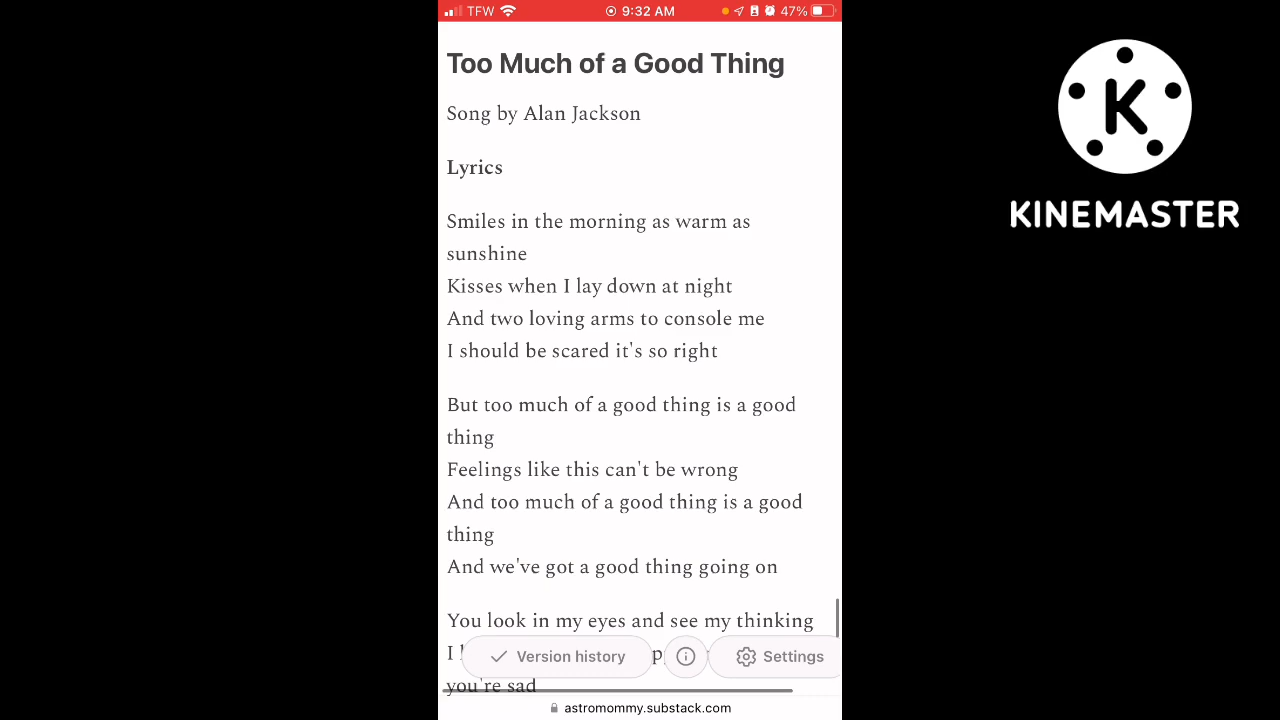 TFW 9:32 AM 47%
Too Much of a Good Thing
Song by Alan Jackson
Lyrics
Smiles in the morning as warm as
sunshine
Kisses when I lay down at night
And two loving arms to console me
I should be scared it's so right
But too much of a good thing is a good
thing
Feelings like this can't be wrong
And too much of a good thing is a good
thing
And we've got a good thing going on
You look in my eyes and see my thinking
I
Version history
Settings
you're sad
astromommy.substack.com
K
KINEMASTER